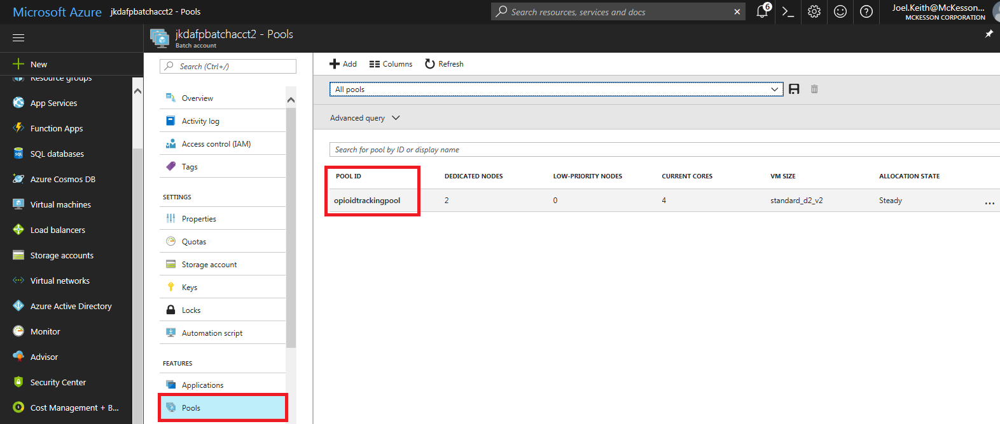 Microsoft Azure jkdafpbatchacct2 - Pools
Search resources, services and docs
6
Joel.Keith@McKesson...
MCKESSON CORPORATION
jkdafpbatchacct2 - Pools
Batch account
New
Resource groups
App Services
Function Apps
SQL databases
Azure Cosmos DB
Virtual machines
Load balancers
Storage accounts
Virtual networks
Azure Active Directory
Monitor
Advisor
Security Center
Cost Management + B...
Search (Ctrl+/)
Overview
Activity log
Access control (IAM)
Tags
SETTINGS
Properties
Quotas
Storage account
Keys
Locks
Automation script
FEATURES
Applications
Pools
Add Columns Refresh
All pools
Advanced query
Search for pool by ID or display name
POOL ID DEDICATED NODES LOW-PRIORITY NODES CURRENT CORES VM SIZE ALLOCATION STATE
opioidtrackingpool 2 0 4 standard_d2_v2 Steady ...